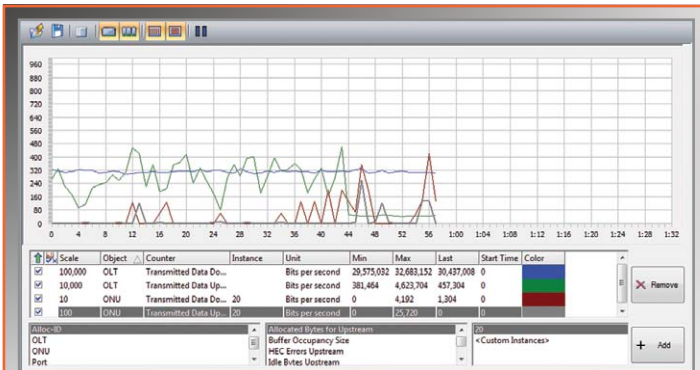 960
880
800
720
640
560
480
400
320
240
160
80
0
0 4 8 12 16 20 24 28 32 36 40 44 48 52 56 1:00 1:04 1:08 1:12 1:16 1:20 1:24 1:28 1:32
Scale Object Counter Instance Unit Min Max Last Start Time Color
100,000 OLT Transmitted Data Do... Bits per second 29,575,032 32,683,152 30,437,008 0
10,000 OLT Transmitted Data Up... Bits per second 381,464 4,623,704 457,304 0
10 ONU Transmitted Data Do... 20 Bits per second 0 4,192 1,304 0
100 ONU Transmitted Data Up... 20 Bits per second 0 25,720 0 0
Remove
Alloc-ID Allocated Bytes for Upstream 20
OLT Buffer Occupancy Size <Custom Instances>
ONU HEC Errors Upstream
Port Idle Bytes Upstream
+ Add